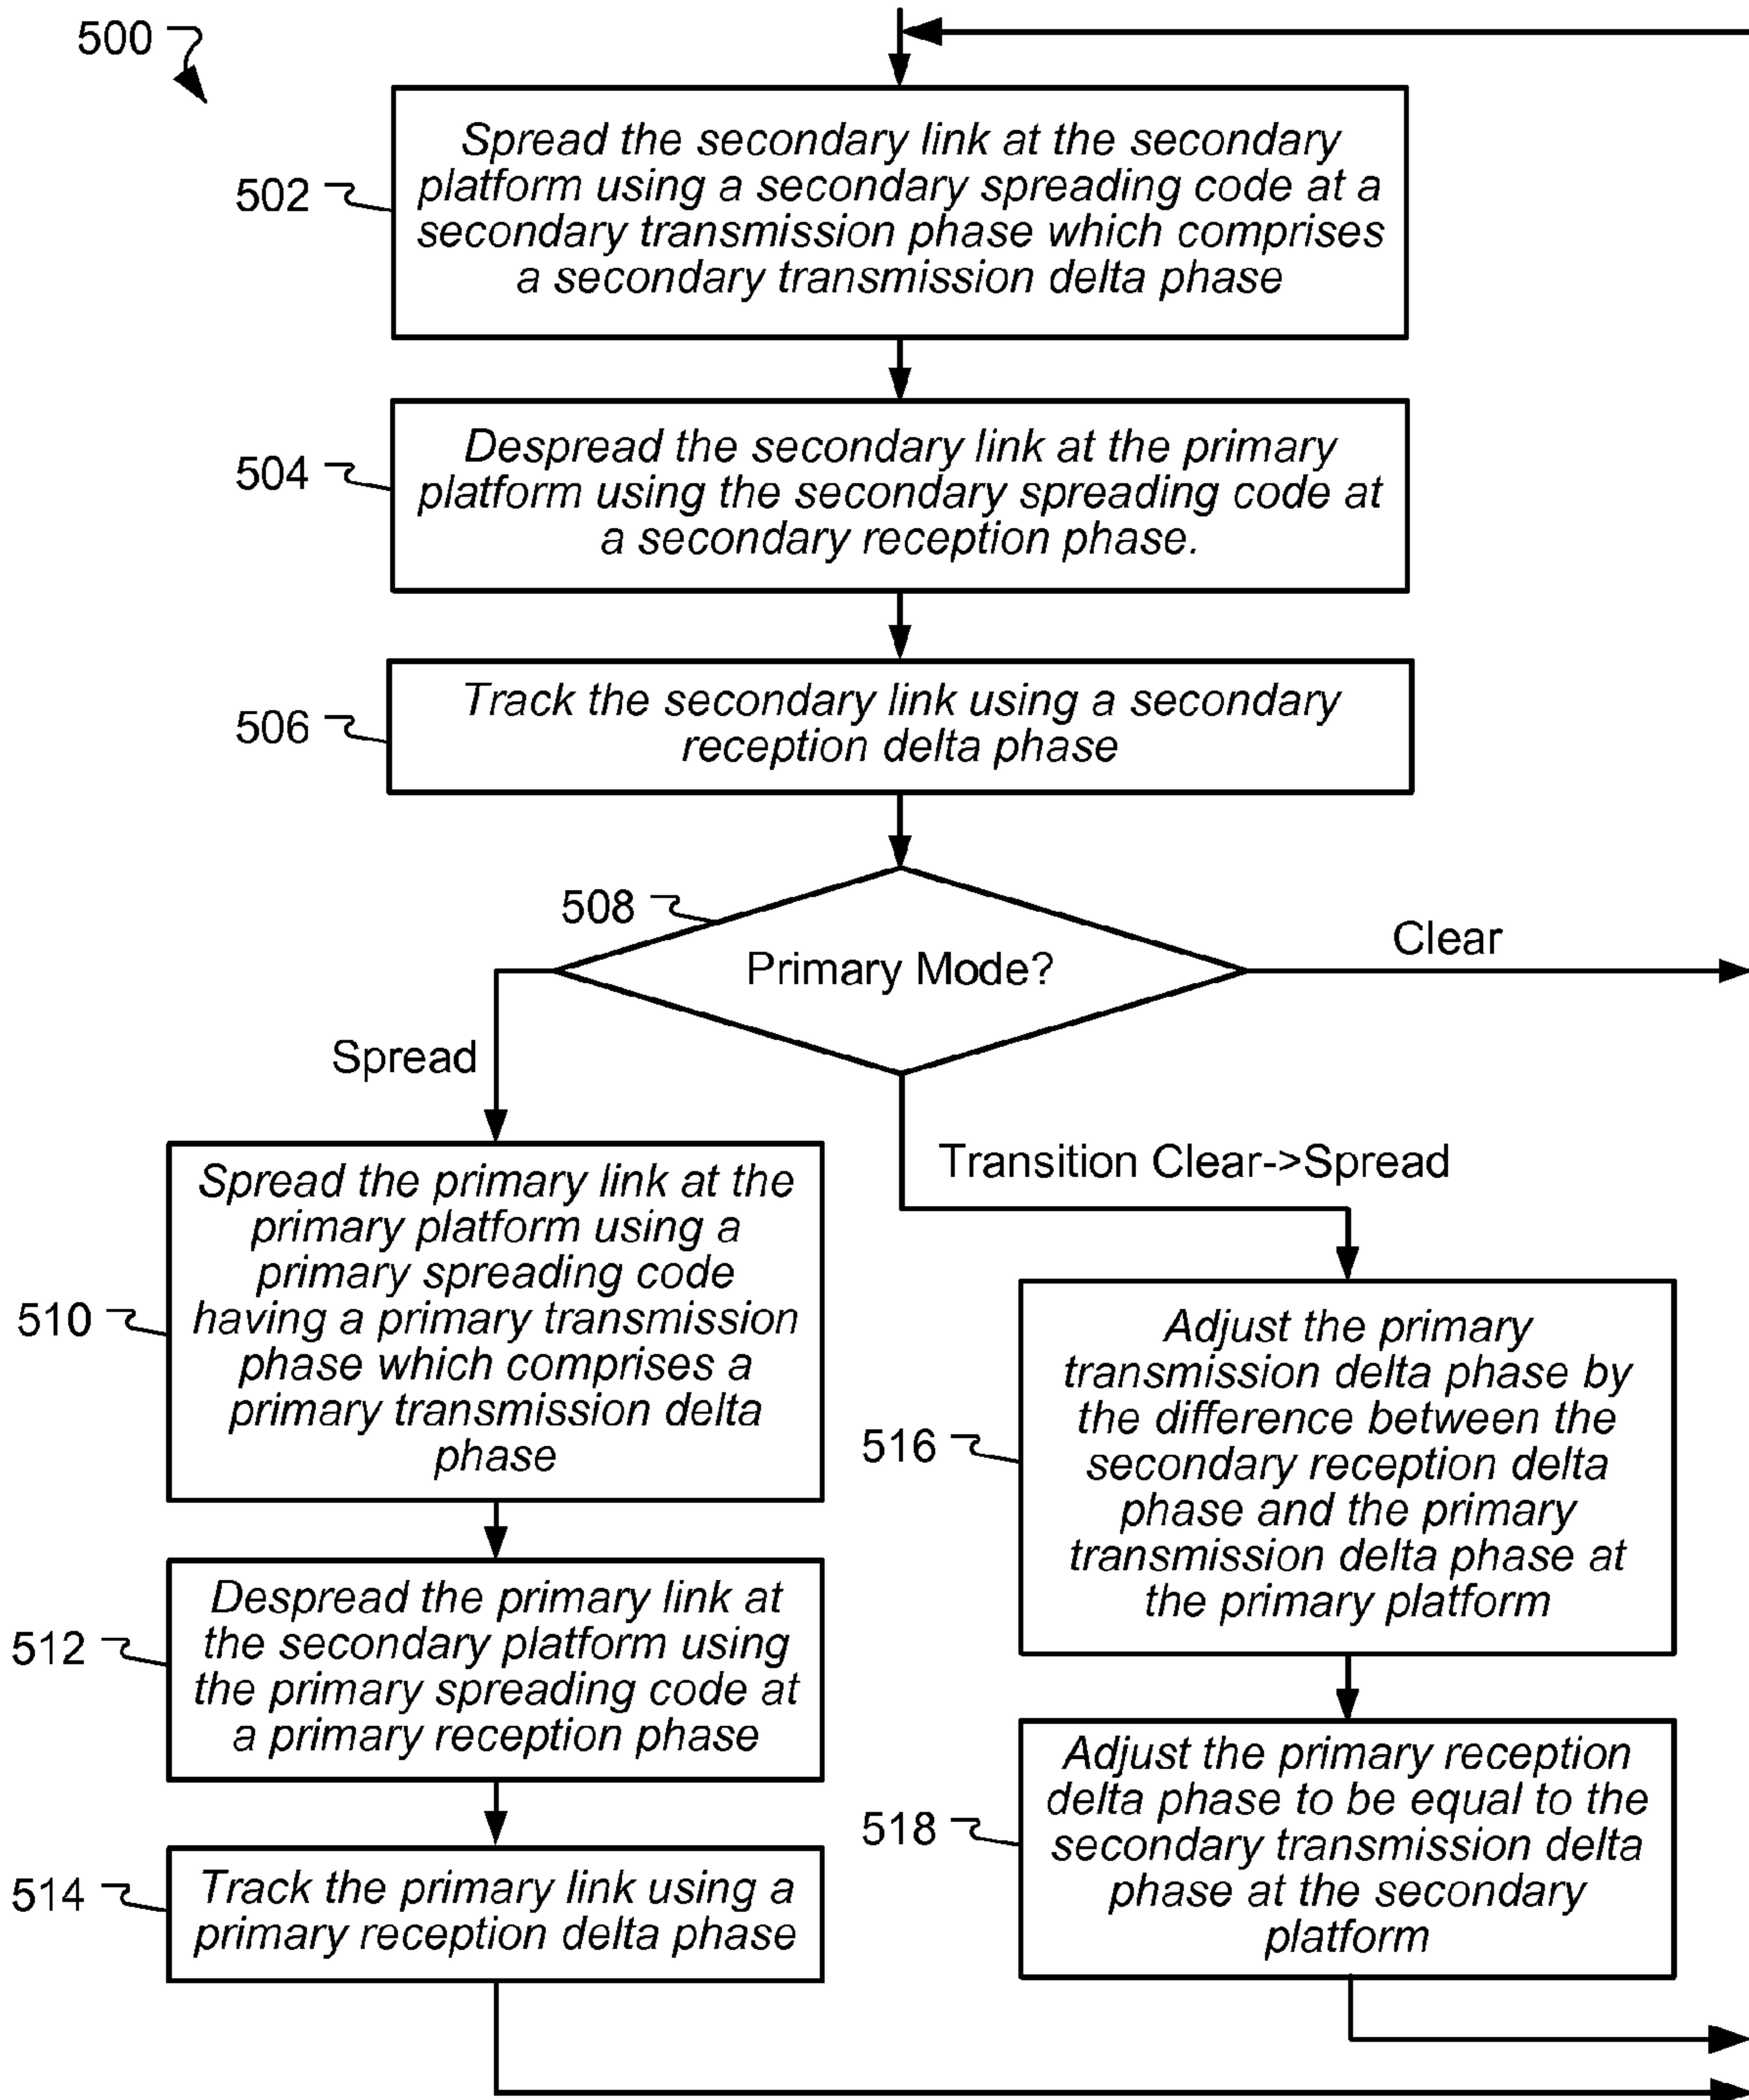 500
502
Spread the secondary link at the secondary
platform using a secondary spreading code at a
secondary transmission phase which comprises
a secondary transmission delta phase
504
Despread the secondary link at the primary
platform using the secondary spreading code at
a secondary reception phase.
506
Track the secondary link using a secondary
reception delta phase
508
Primary Mode?
Clear
Spread
Transition Clear->Spread
510
Spread the primary link at the
primary platform using a
primary spreading code
having a primary transmission
phase which comprises a
primary transmission delta
phase
512
Despread the primary link at
the secondary platform using
the primary spreading code at
a primary reception phase
514
Track the primary link using a
primary reception delta phase
516
Adjust the primary
transmission delta phase by
the difference between the
secondary reception delta
phase and the primary
transmission delta phase at
the primary platform
518
Adjust the primary reception
delta phase to be equal to the
secondary transmission delta
phase at the secondary
platform